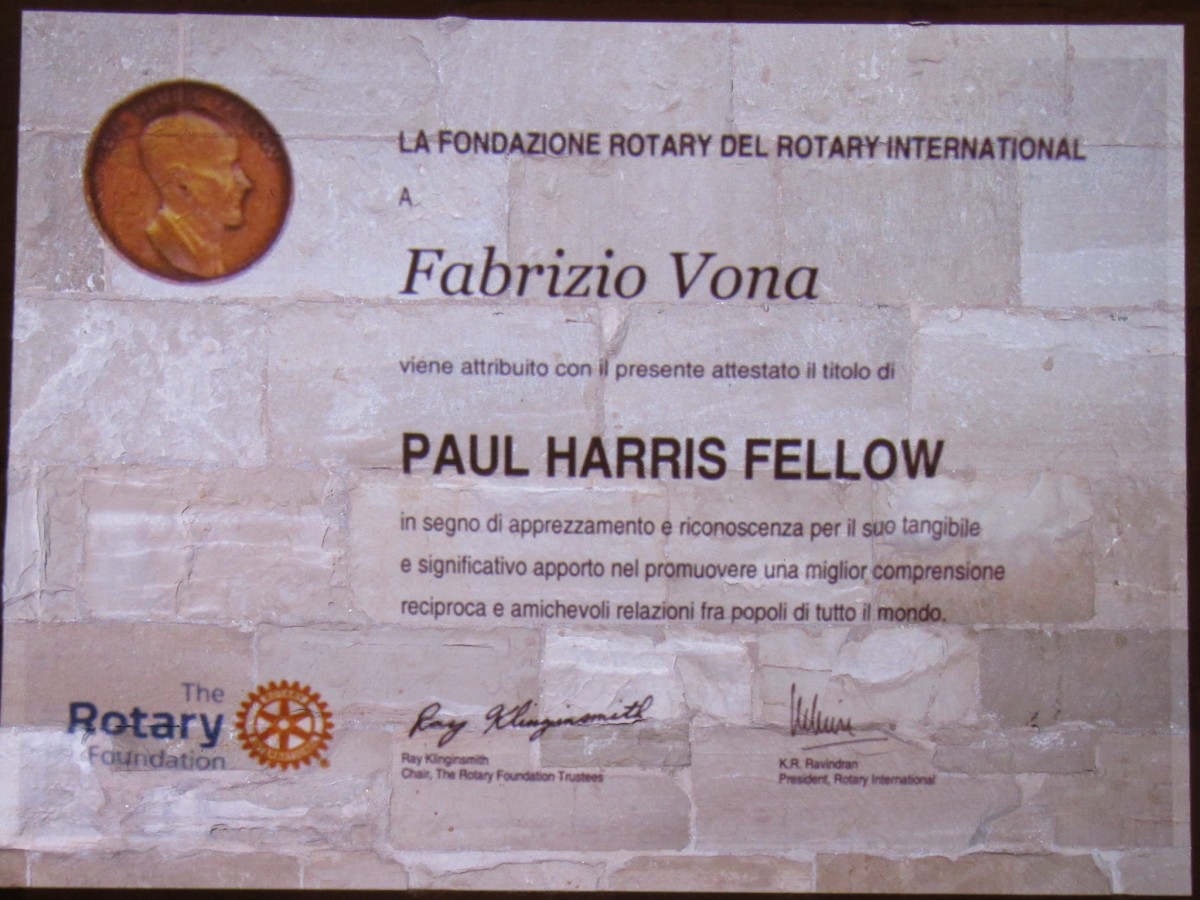 LA FONDAZIONE ROTARY DEL ROTARY INTERNATIONAL
A
Fabrizio Vona
viene attribuito con il presente attestato il titolo di
PAUL HARRIS FELLOW
in segno di apprezzamento e riconoscenza per il suo tangibile
e significativo apporto nel promuovere una miglior comprensione
reciproca e amichevoli relazioni fra popoli di tutto il mondo.
The
Rotary
Foundation
Ray Klinginsmith
Ray Klinginsmith
Chair, The Rotary Foundation Trustees
K.R. Ravindran
President, Rotary International